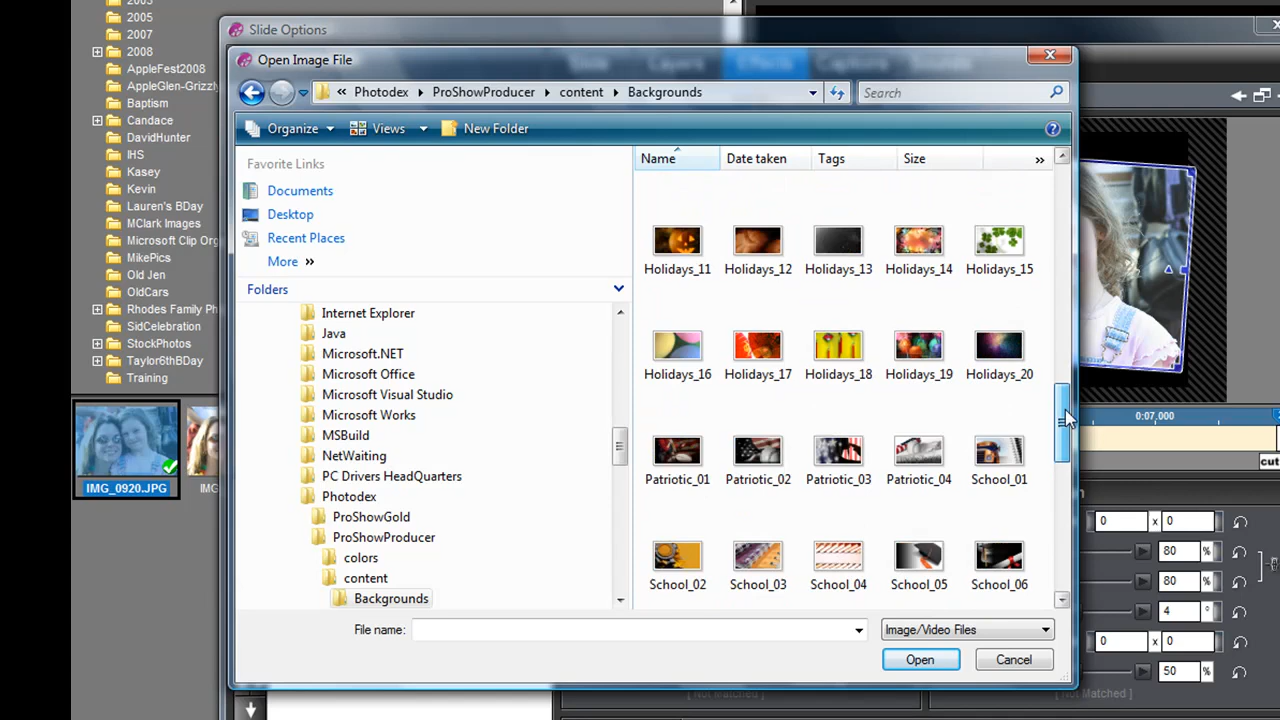 2005
2007
2008
AppleFest2008
AppleGlen-Grizzly
Baptism
Candace
DavidHunter
IHS
Kasey
Kevin
Lauren's BDay
MClark Images
Microsoft Clip Org
MikePics
Old Jen
OldCars
Rhodes Family Ph
SidCelebration
StockPhotos
Taylor6thBDay
Training
IMG_0920.JPG
IM
Slide Options
Open Image File
« Photodex ProShowProducer content Backgrounds
Search
Organize Views New Folder
Favorite Links
Documents
Desktop
Recent Places
More »
Folders
Internet Explorer
Java
Microsoft.NET
Microsoft Office
Microsoft Visual Studio
Microsoft Works
MSBuild
NetWaiting
PC Drivers HeadQuarters
Photodex
ProShowGold
ProShowProducer
colors
content
Backgrounds
Name Date taken Tags Size »
Holidays_11 Holidays_12 Holidays_13 Holidays_14 Holidays_15
Holidays_16 Holidays_17 Holidays_18 Holidays_19 Holidays_20
Patriotic_01 Patriotic_02 Patriotic_03 Patriotic_04 School_01
School_02 School_03 School_04 School_05 School_06
File name: Image/Video Files
Open Cancel
0:07.000
cut
0 x 0
80 %
80 %
4 °
0 x 0
50 %
[ Not Matched ] [ Not Matched ]